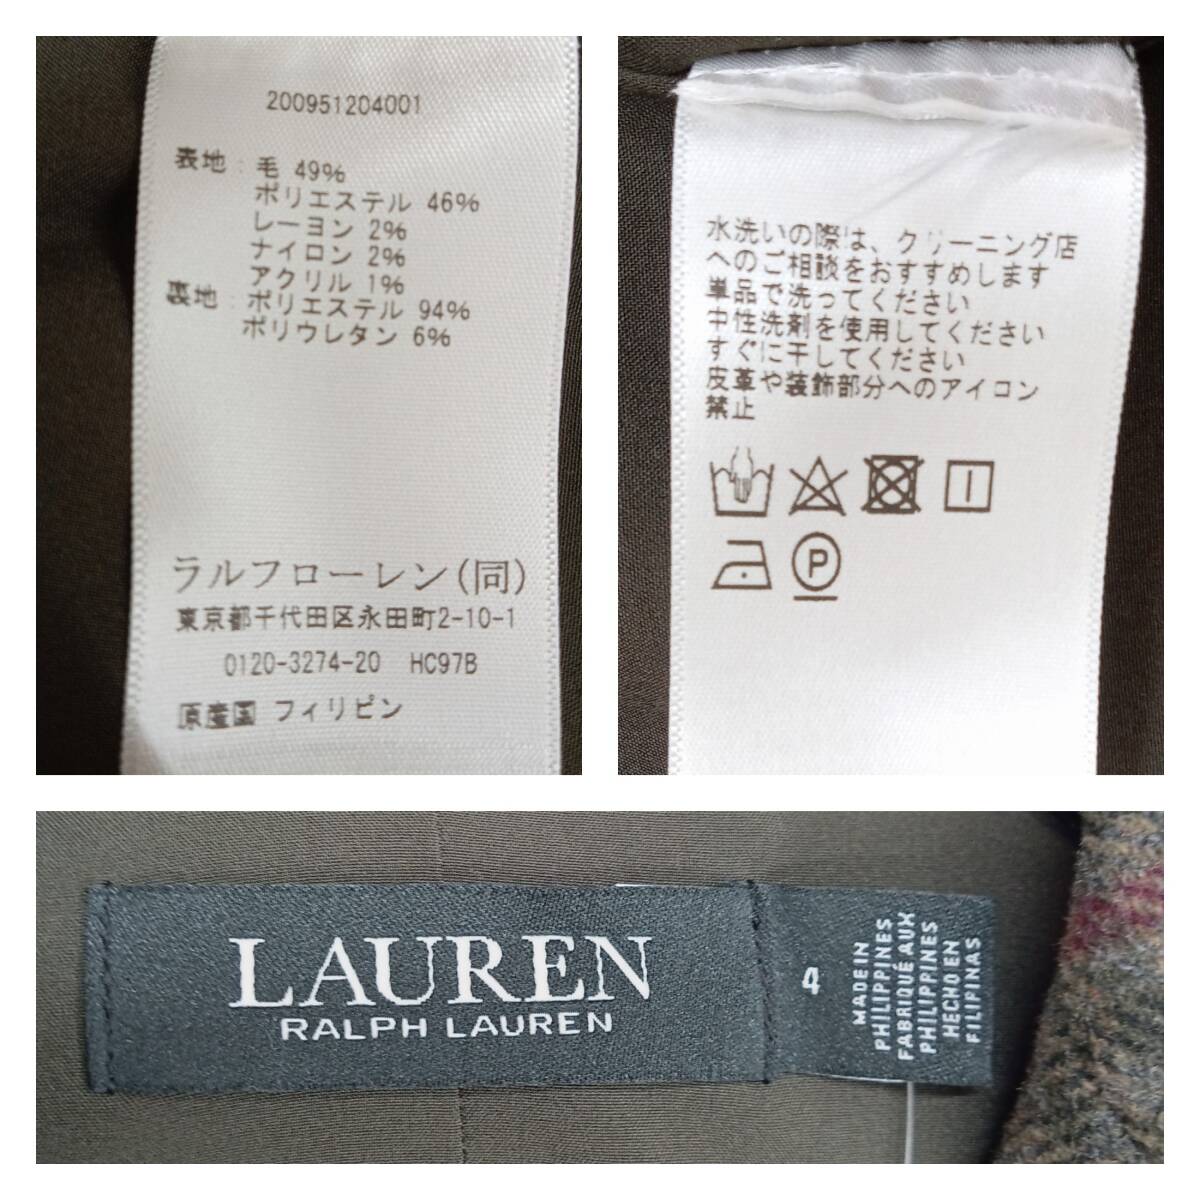 200951204001
表地 : 毛 49%
ポリエステル 46%
レーヨン 2%
ナイロン 2%
アクリル 1%
裏地 : ポリエステル 94%
ポリウレタン 6%
ラルフローレン(同)
東京都千代田区永田町2-10-1
0120-3274-20 HC97B
原産国 フィリピン
水洗いの際は、クリーニング店
へのご相談をおすすめします
単品で洗ってください
中性洗剤を使用してください
すぐに干してください
皮革や装飾部分へのアイロン
禁止
P
LAUREN
RALPH LAUREN
4
MADE IN
PHILIPPINES
FABRIQUÉ AUX
PHILIPPINES
HECHO EN
FILIPINAS